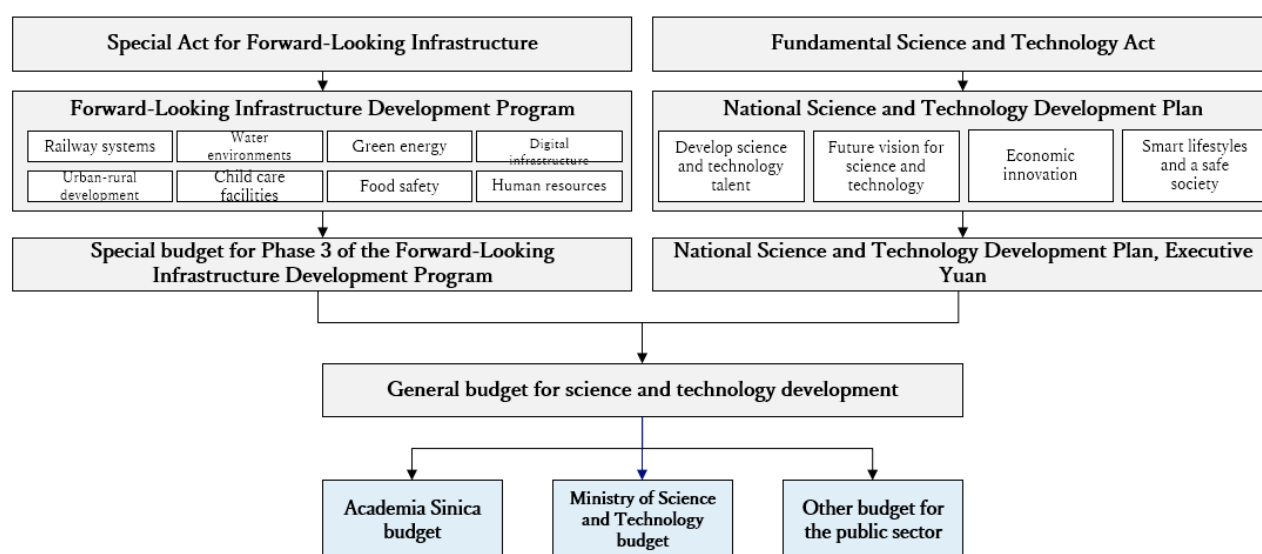 Special Act for Forward-Looking Infrastructure
Fundamental Science and Technology Act
Forward-Looking Infrastructure Development Program
Railway systems
Water
environments
Green energy
Digital
infrastructure
Urban-rural
development
Child care
facilities
Food safety
Human resources
National Science and Technology Development Plan
Develop science
and technology
talent
Future vision for
science and
technology
Economic
innovation
Smart lifestyles
and a safe
society
Special budget for Phase 3 of the Forward-Looking
Infrastructure Development Program
National Science and Technology Development Plan, Executive
Yuan
General budget for science and technology development
Academia Sinica
budget
Ministry of Science
and Technology
budget
Other budget for
the public sector